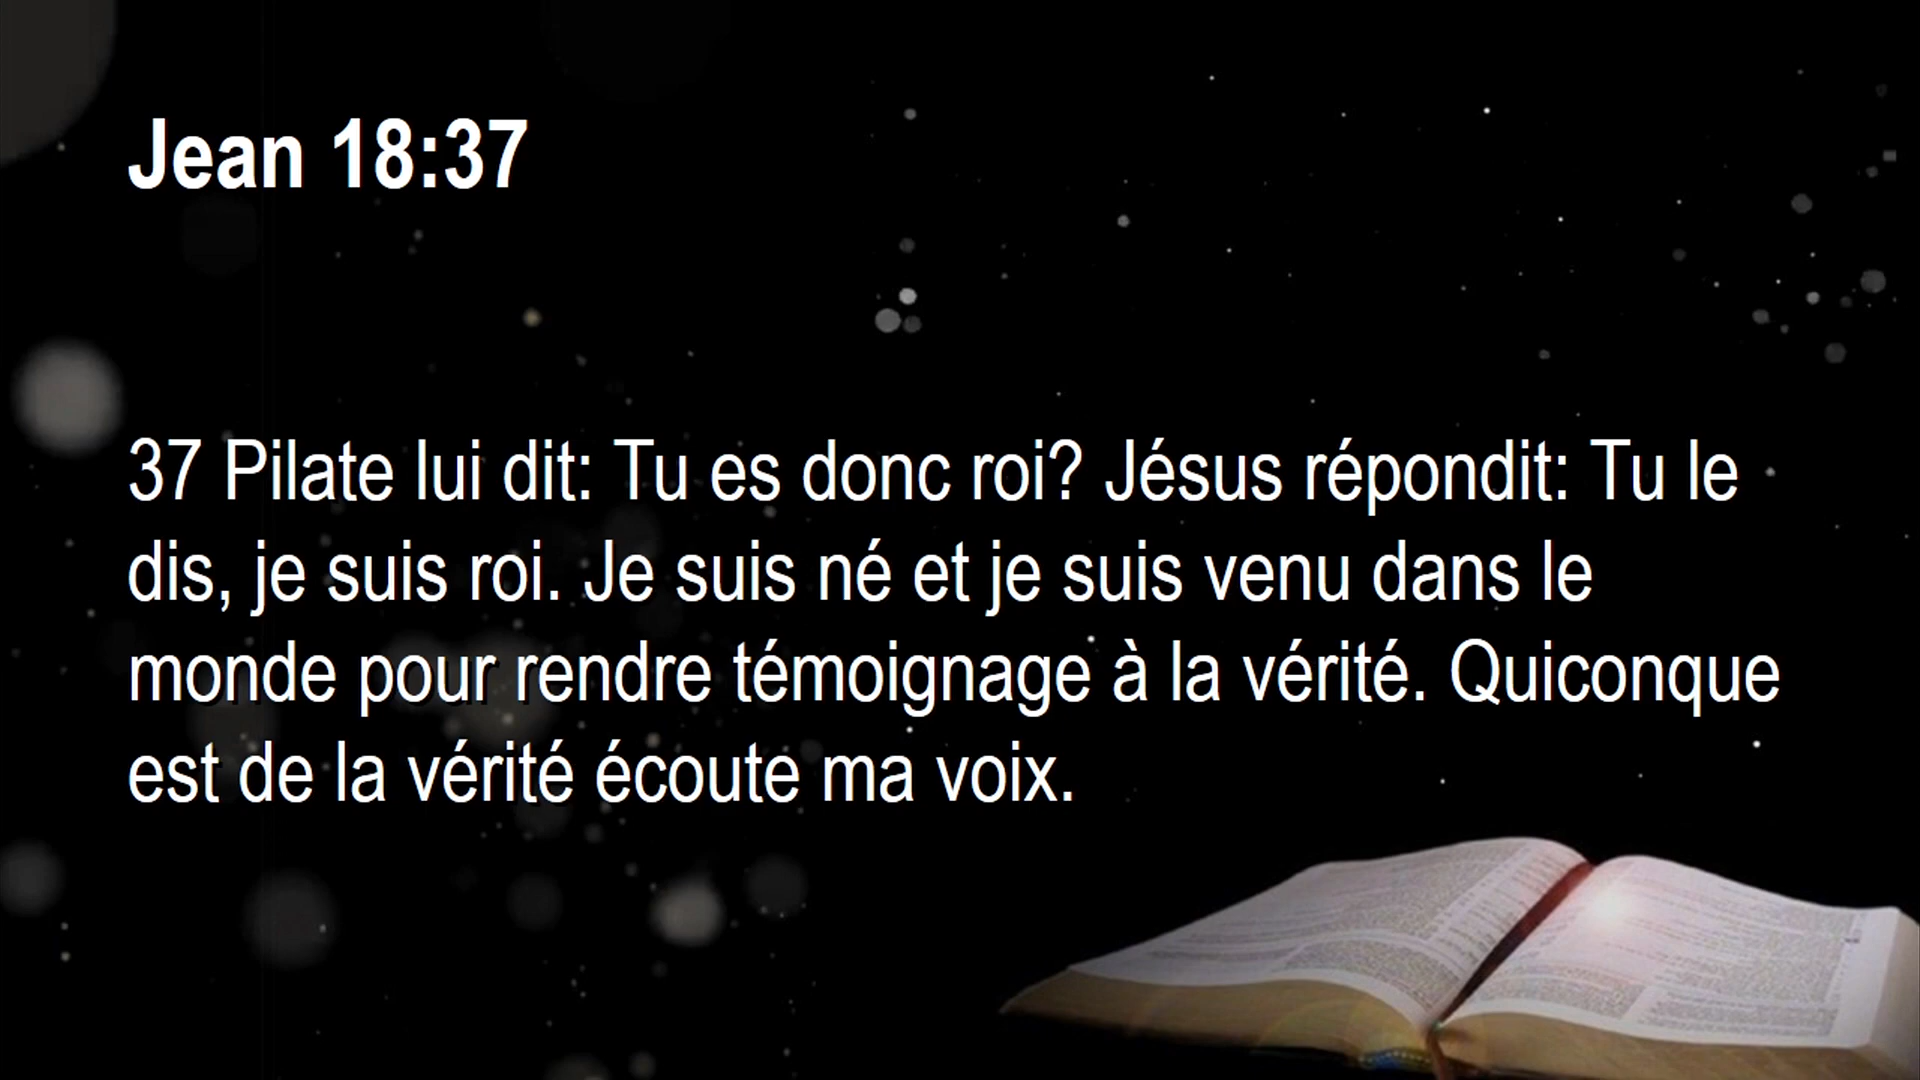 Jean 18:37
37 Pilate lui dit: Tu es donc roi? Jésus répondit: Tu le
dis, je suis roi. Je suis né et je suis venu dans le
monde pour rendre témoignage à la vérité. Quiconque
est de la vérité écoute ma voix.